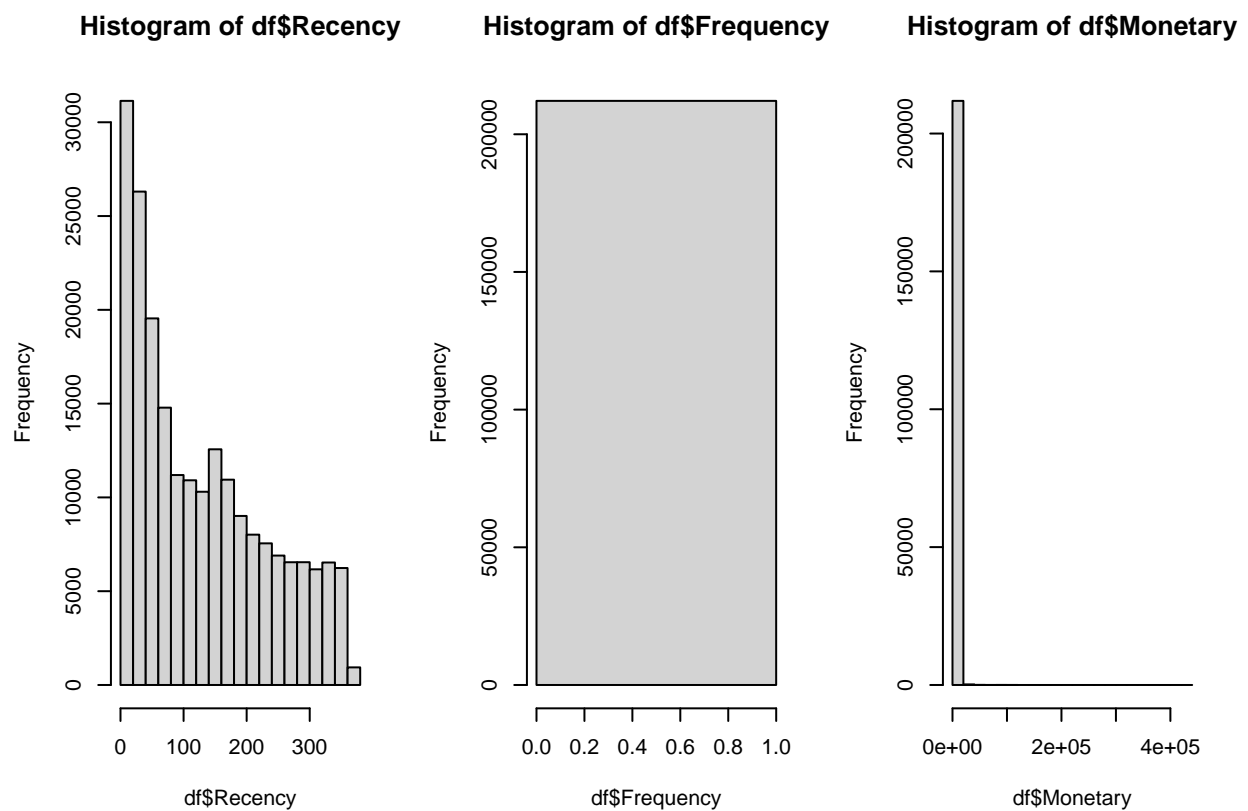 Histogram of df$Recency
Frequency
0
5000
10000
15000
20000
25000
30000
0
100
200
300
df$Recency
Histogram of df$Frequency
Frequency
0
50000
100000
150000
200000
0.0
0.2
0.4
0.6
0.8
1.0
df$Frequency
Histogram of df$Monetary
Frequency
0
50000
100000
150000
200000
0e+00
2e+05
4e+05
df$Monetary